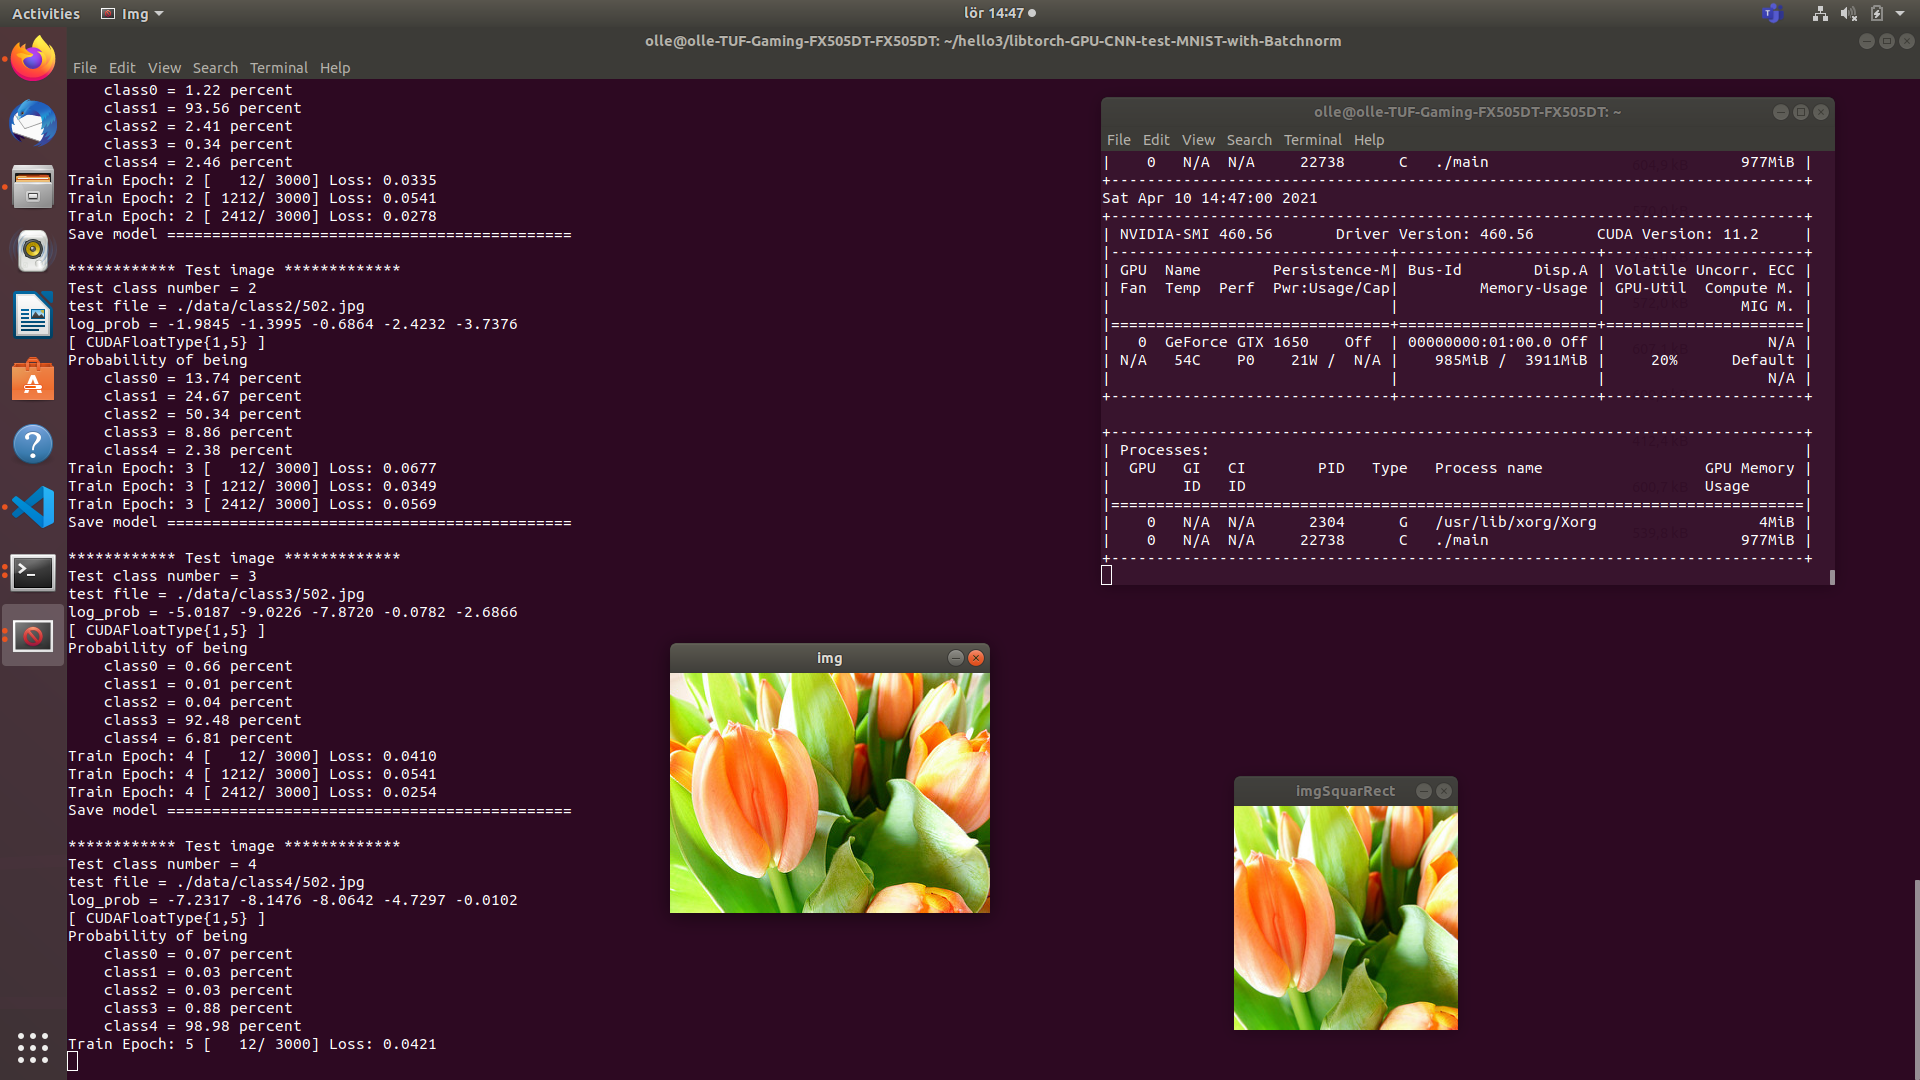 Activities
Img
lör 14:47
olle@olle-TUF-Gaming-FX505DT-FX505DT: ~/hello3/libtorch-GPU-CNN-test-MNIST-with-Batchnorm
File Edit View Search Terminal Help
class0 = 1.22 percent
class1 = 93.56 percent
class2 = 2.41 percent
class3 = 0.34 percent
class4 = 2.46 percent
Train Epoch: 2 [   12/ 3000] Loss: 0.0335
Train Epoch: 2 [ 1212/ 3000] Loss: 0.0541
Train Epoch: 2 [ 2412/ 3000] Loss: 0.0278
Save model =============================================
************ Test image *************
Test class number = 2
test file = ./data/class2/502.jpg
log_prob = -1.9845 -1.3995 -0.6864 -2.4232 -3.7376
[ CUDAFloatType{1,5} ]
Probability of being
class0 = 13.74 percent
class1 = 24.67 percent
class2 = 50.34 percent
class3 = 8.86 percent
class4 = 2.38 percent
Train Epoch: 3 [   12/ 3000] Loss: 0.0677
Train Epoch: 3 [ 1212/ 3000] Loss: 0.0349
Train Epoch: 3 [ 2412/ 3000] Loss: 0.0569
Save model =============================================
************ Test image *************
Test class number = 3
test file = ./data/class3/502.jpg
log_prob = -5.0187 -9.0226 -7.8720 -0.0782 -2.6866
[ CUDAFloatType{1,5} ]
Probability of being
class0 = 0.66 percent
class1 = 0.01 percent
class2 = 0.04 percent
class3 = 92.48 percent
class4 = 6.81 percent
Train Epoch: 4 [   12/ 3000] Loss: 0.0410
Train Epoch: 4 [ 1212/ 3000] Loss: 0.0541
Train Epoch: 4 [ 2412/ 3000] Loss: 0.0254
Save model =============================================
************ Test image *************
Test class number = 4
test file = ./data/class4/502.jpg
log_prob = -7.2317 -8.1476 -8.0642 -4.7297 -0.0102
[ CUDAFloatType{1,5} ]
Probability of being
class0 = 0.07 percent
class1 = 0.03 percent
class2 = 0.03 percent
class3 = 0.88 percent
class4 = 98.98 percent
Train Epoch: 5 [   12/ 3000] Loss: 0.0421
olle@olle-TUF-Gaming-FX505DT-FX505DT: ~
File Edit View Search Terminal Help
|    0   N/A  N/A     22738      C   ./main                            977MiB |
+-----------------------------------------------------------------------------+
Sat Apr 10 14:47:00 2021
+-----------------------------------------------------------------------------+
| NVIDIA-SMI 460.56       Driver Version: 460.56       CUDA Version: 11.2     |
|-------------------------------+----------------------+----------------------+
| GPU  Name        Persistence-M| Bus-Id        Disp.A | Volatile Uncorr. ECC |
| Fan  Temp  Perf  Pwr:Usage/Cap|         Memory-Usage | GPU-Util  Compute M. |
|                               |                      |               MIG M. |
|===============================+======================+======================|
|   0  GeForce GTX 1650    Off  | 00000000:01:00.0 Off |                  N/A |
| N/A   54C    P0    21W /  N/A |    985MiB /  3911MiB |     20%      Default |
|                               |                      |                  N/A |
+-------------------------------+----------------------+----------------------+
+-----------------------------------------------------------------------------+
| Processes:                                                                  |
|  GPU   GI   CI        PID   Type   Process name                  GPU Memory |
|        ID   ID                                                   Usage      |
|=============================================================================|
|    0   N/A  N/A      2304      G   /usr/lib/xorg/Xorg                  4MiB |
|    0   N/A  N/A     22738      C   ./main                            977MiB |
+-----------------------------------------------------------------------------+
img
imgSquarRect